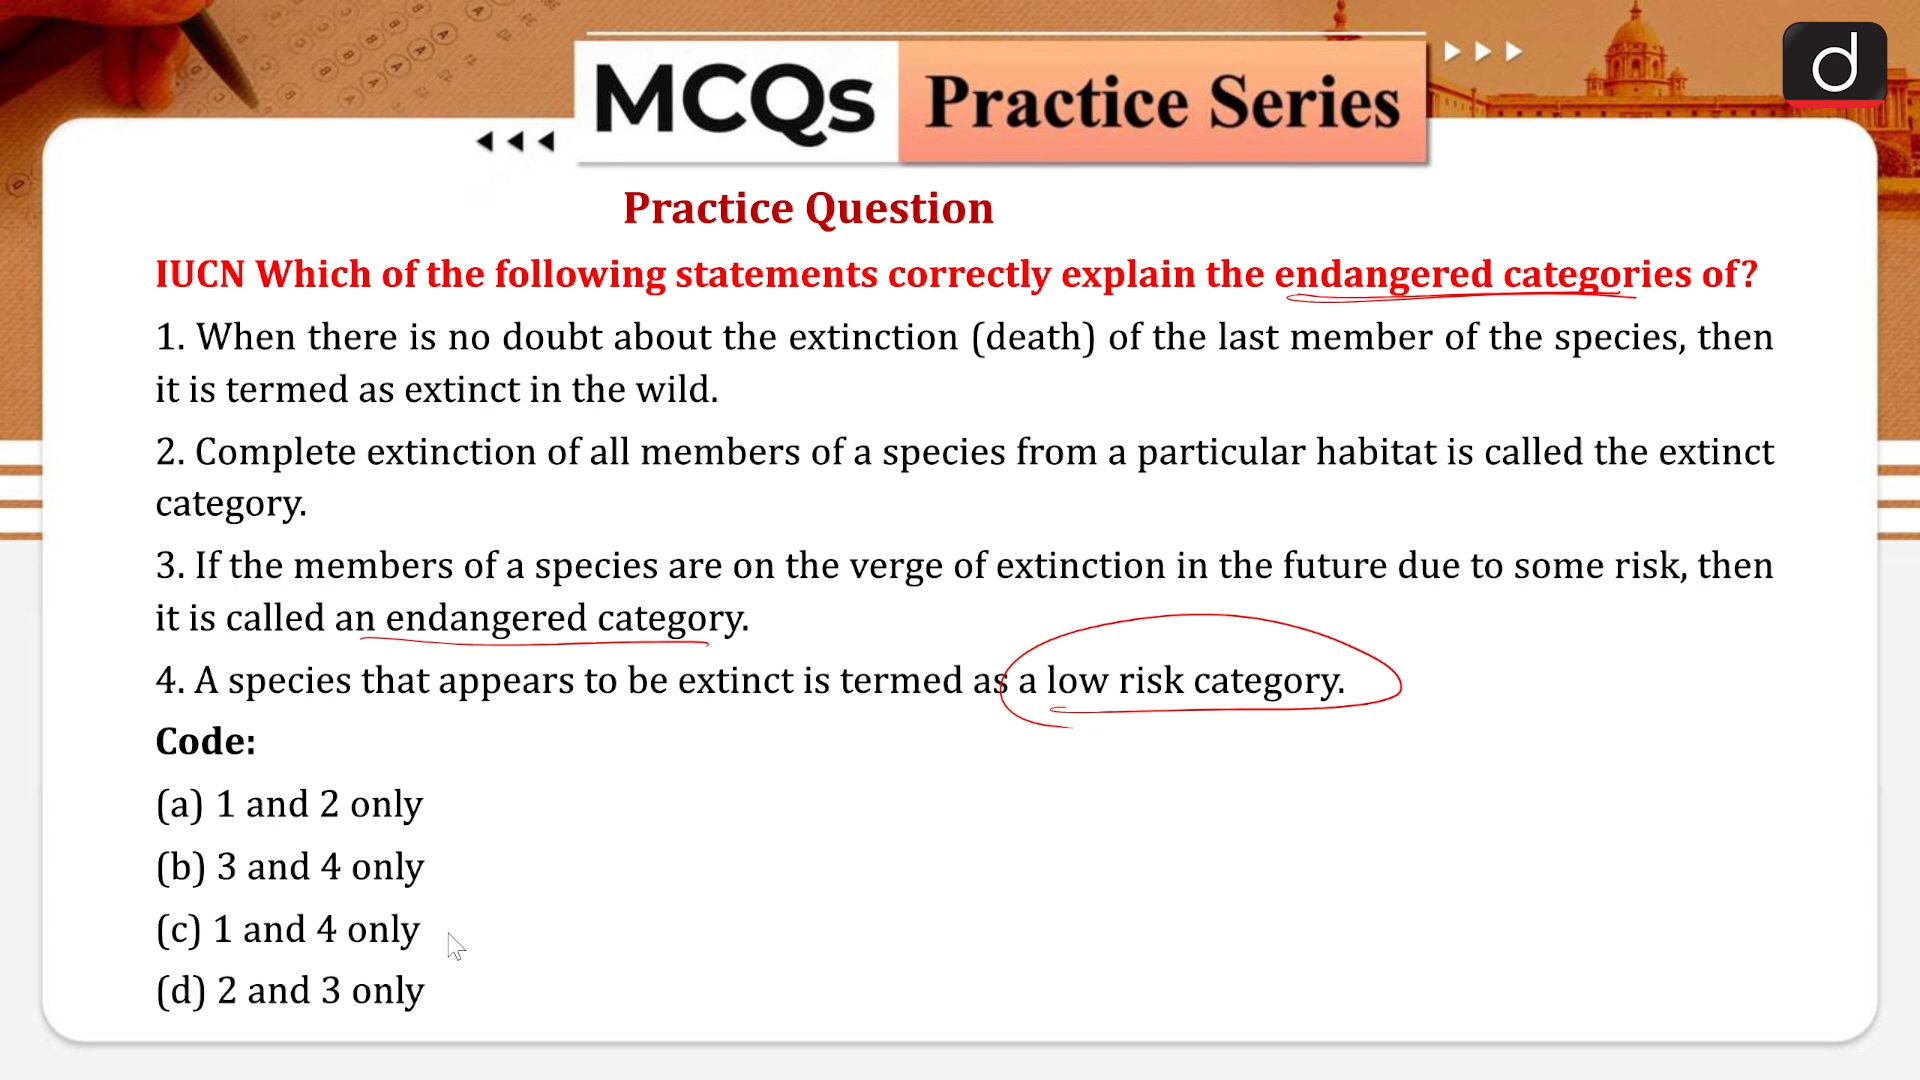 MCQs Practice Series
d
Practice Question
IUCN Which of the following statements correctly explain the endangered categories of?
1. When there is no doubt about the extinction (death) of the last member of the species, then
it is termed as extinct in the wild.
2. Complete extinction of all members of a species from a particular habitat is called the extinct
category.
3. If the members of a species are on the verge of extinction in the future due to some risk, then
it is called an endangered category.
4. A species that appears to be extinct is termed as a low risk category.
Code:
(a) 1 and 2 only
(b) 3 and 4 only
(c) 1 and 4 only
(d) 2 and 3 only